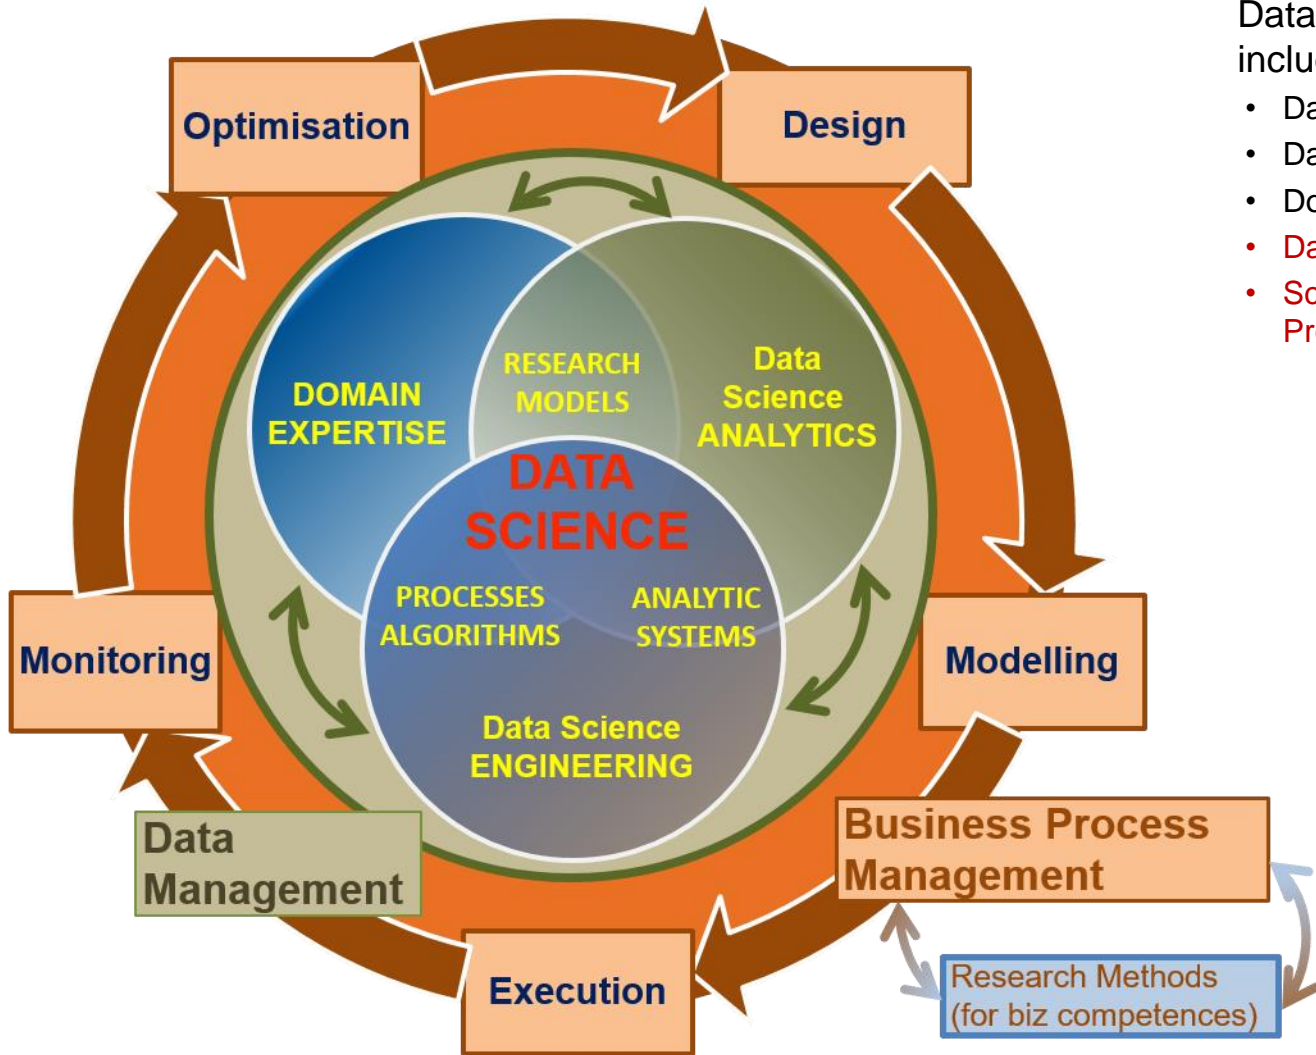 Data
Optimisation
Design
DOMAIN
EXPERTISE
RESEARCH
MODELS
Data
Science
ANALYTICS
DATA
SCIENCE
PROCESSES
ALGORITHMS
ANALYTIC
SYSTEMS
Data Science
ENGINEERING
Monitoring
Modelling
Data
Management
Business Process
Management
Execution
Research Methods
(for biz competences)